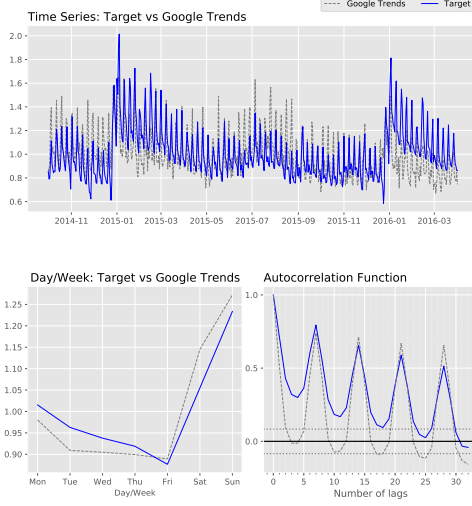 Google Trends Target
Time Series: Target vs Google Trends
2.0
1.8
1.6
1.4
1.2
1.0
0.8
0.6
2014-11 2015-01 2015-03 2015-05 2015-07 2015-09 2015-11 2016-01 2016-03
Day/Week: Target vs Google Trends
1.25
1.20
1.15
1.10
1.05
1.00
0.95
0.90
Mon Tue Wed Thu Fri Sat Sun
Day/Week
Autocorrelation Function
1.0
0.5
0.0
0 5 10 15 20 25 30
Number of lags